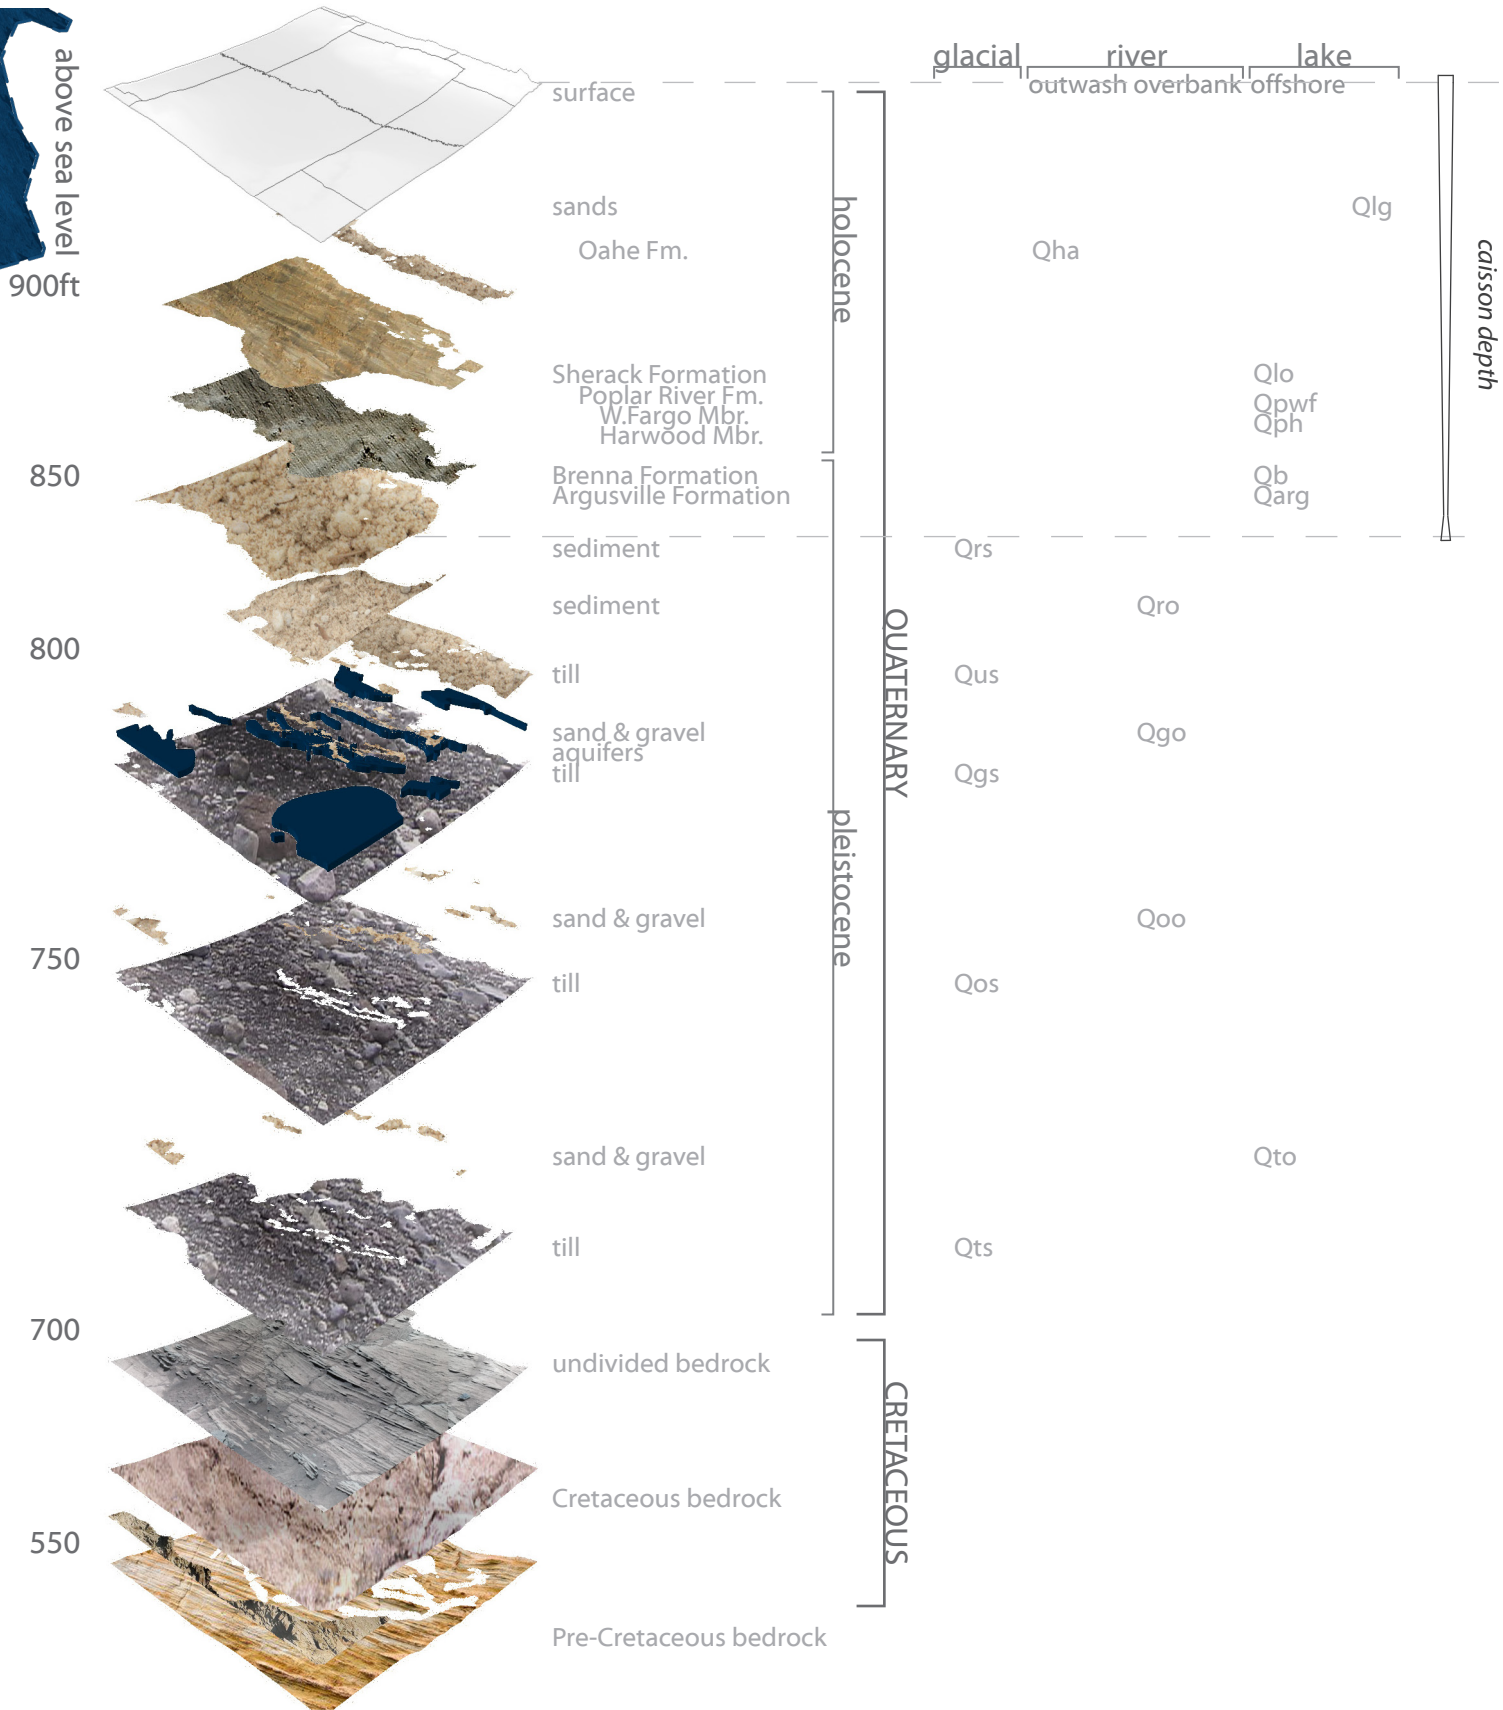 above sea level
glacial river lake
outwash overbank offshore
surface
sands Qlg
Oahe Fm. Qha
900ft
holocene
caisson depth
Sherack Formation Qlo
Poplar River Fm. Qpwf
W.Fargo Mbr. Qph
Harwood Mbr.
850 Brenna Formation Qb
Argusville Formation Qarg
sediment Qrs
sediment Qro
800
till Qus
QUATERNARY
sand & gravel Qgo
aquifers
till Qgs
pleistocene
sand & gravel Qoo
750
till Qos
sand & gravel Qto
till Qts
700
undivided bedrock
CRETACEOUS
Cretaceous bedrock
550
Pre-Cretaceous bedrock